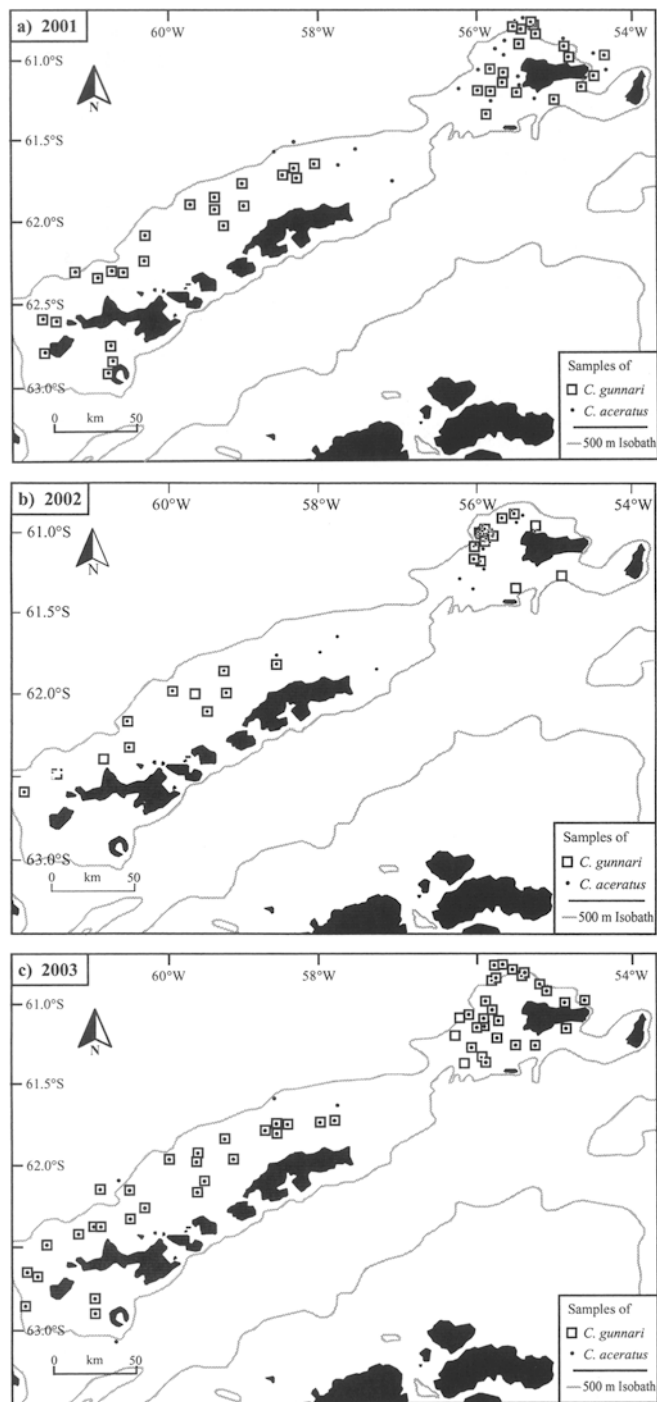 a) 2001
60°W 58°W 56°W 54°W
61.0°S
61.5°S
62.0°S
62.5°S
63.0°S
N
km
0 50
Samples of
C. gunnari
C. aceratus
500 m Isobath
b) 2002
60°W 58°W 56°W 54°W
61.0°S
61.5°S
62.0°S
63.0°S
N
km
0 50
Samples of
C. gunnari
C. aceratus
500 m Isobath
c) 2003
60°W 58°W 56°W 54°W
61.0°S
61.5°S
62.0°S
63.0°S
N
km
0 50
Samples of
C. gunnari
C. aceratus
500 m Isobath